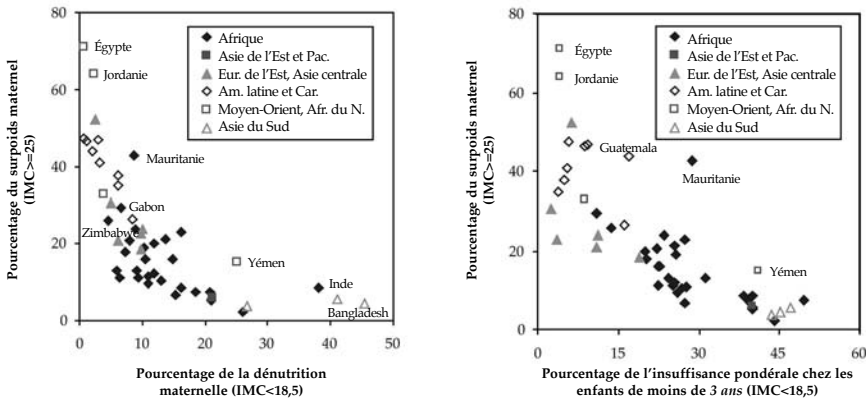 80
60
40
20
0
Pourcentage du surpoids maternel
(IMC>=25)
Égypte
Jordanie
Mauritanie
Gabon
Zimbabwe
Yémen
Inde
Bangladesh
Afrique
Asie de l'Est et Pac.
Eur. de l'Est, Asie centrale
Am. latine et Car.
Moyen-Orient, Afr. du N.
Asie du Sud
0 10 20 30 40 50
Pourcentage de la dénutrition
maternelle (IMC<18,5)
80
60
40
20
0
Pourcentage du surpoids maternel
(IMC>=25)
Égypte
Jordanie
Guatemala
Mauritanie
Yémen
Afrique
Asie de l'Est et Pac.
Eur. de l'Est, Asie centrale
Am. latine et Car.
Moyen-Orient, Afr. du N.
Asie du Sud
0 15 30 45 60
Pourcentage de l'insuffisance pondérale chez les
enfants de moins de 3 ans (IMC<18,5)